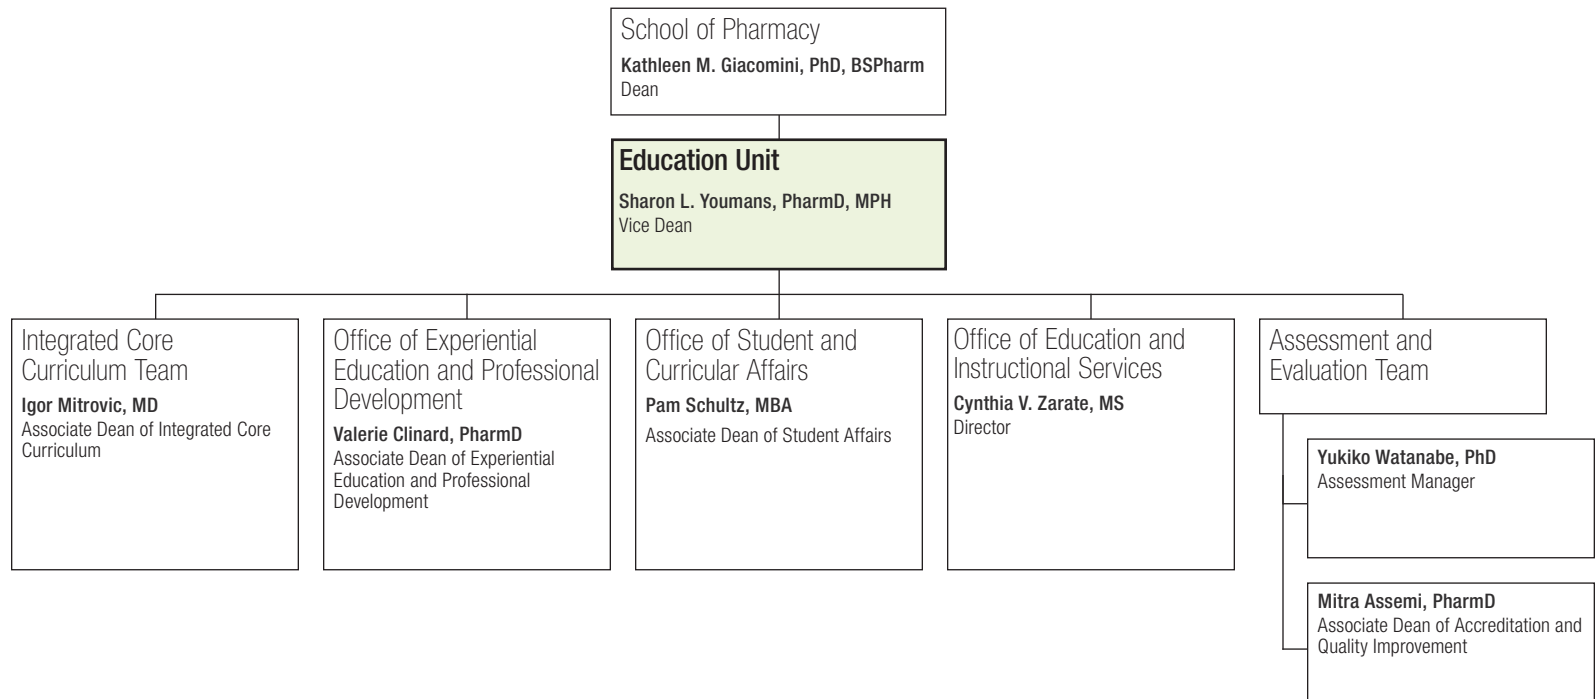 School of Pharmacy
Kathleen M. Giacomini, PhD, BSPharm
Dean
Education Unit
Sharon L. Youmans, PharmD, MPH
Vice Dean
Integrated Core
Curriculum Team
Igor Mitrovic, MD
Associate Dean of Integrated Core
Curriculum
Office of Experiential
Education and Professional
Development
Valerie Clinard, PharmD
Associate Dean of Experiential
Education and Professional
Development
Office of Student and
Curricular Affairs
Pam Schultz, MBA
Associate Dean of Student Affairs
Office of Education and
Instructional Services
Cynthia V. Zarate, MS
Director
Assessment and
Evaluation Team
Yukiko Watanabe, PhD
Assessment Manager
Mitra Assemi, PharmD
Associate Dean of Accreditation and
Quality Improvement